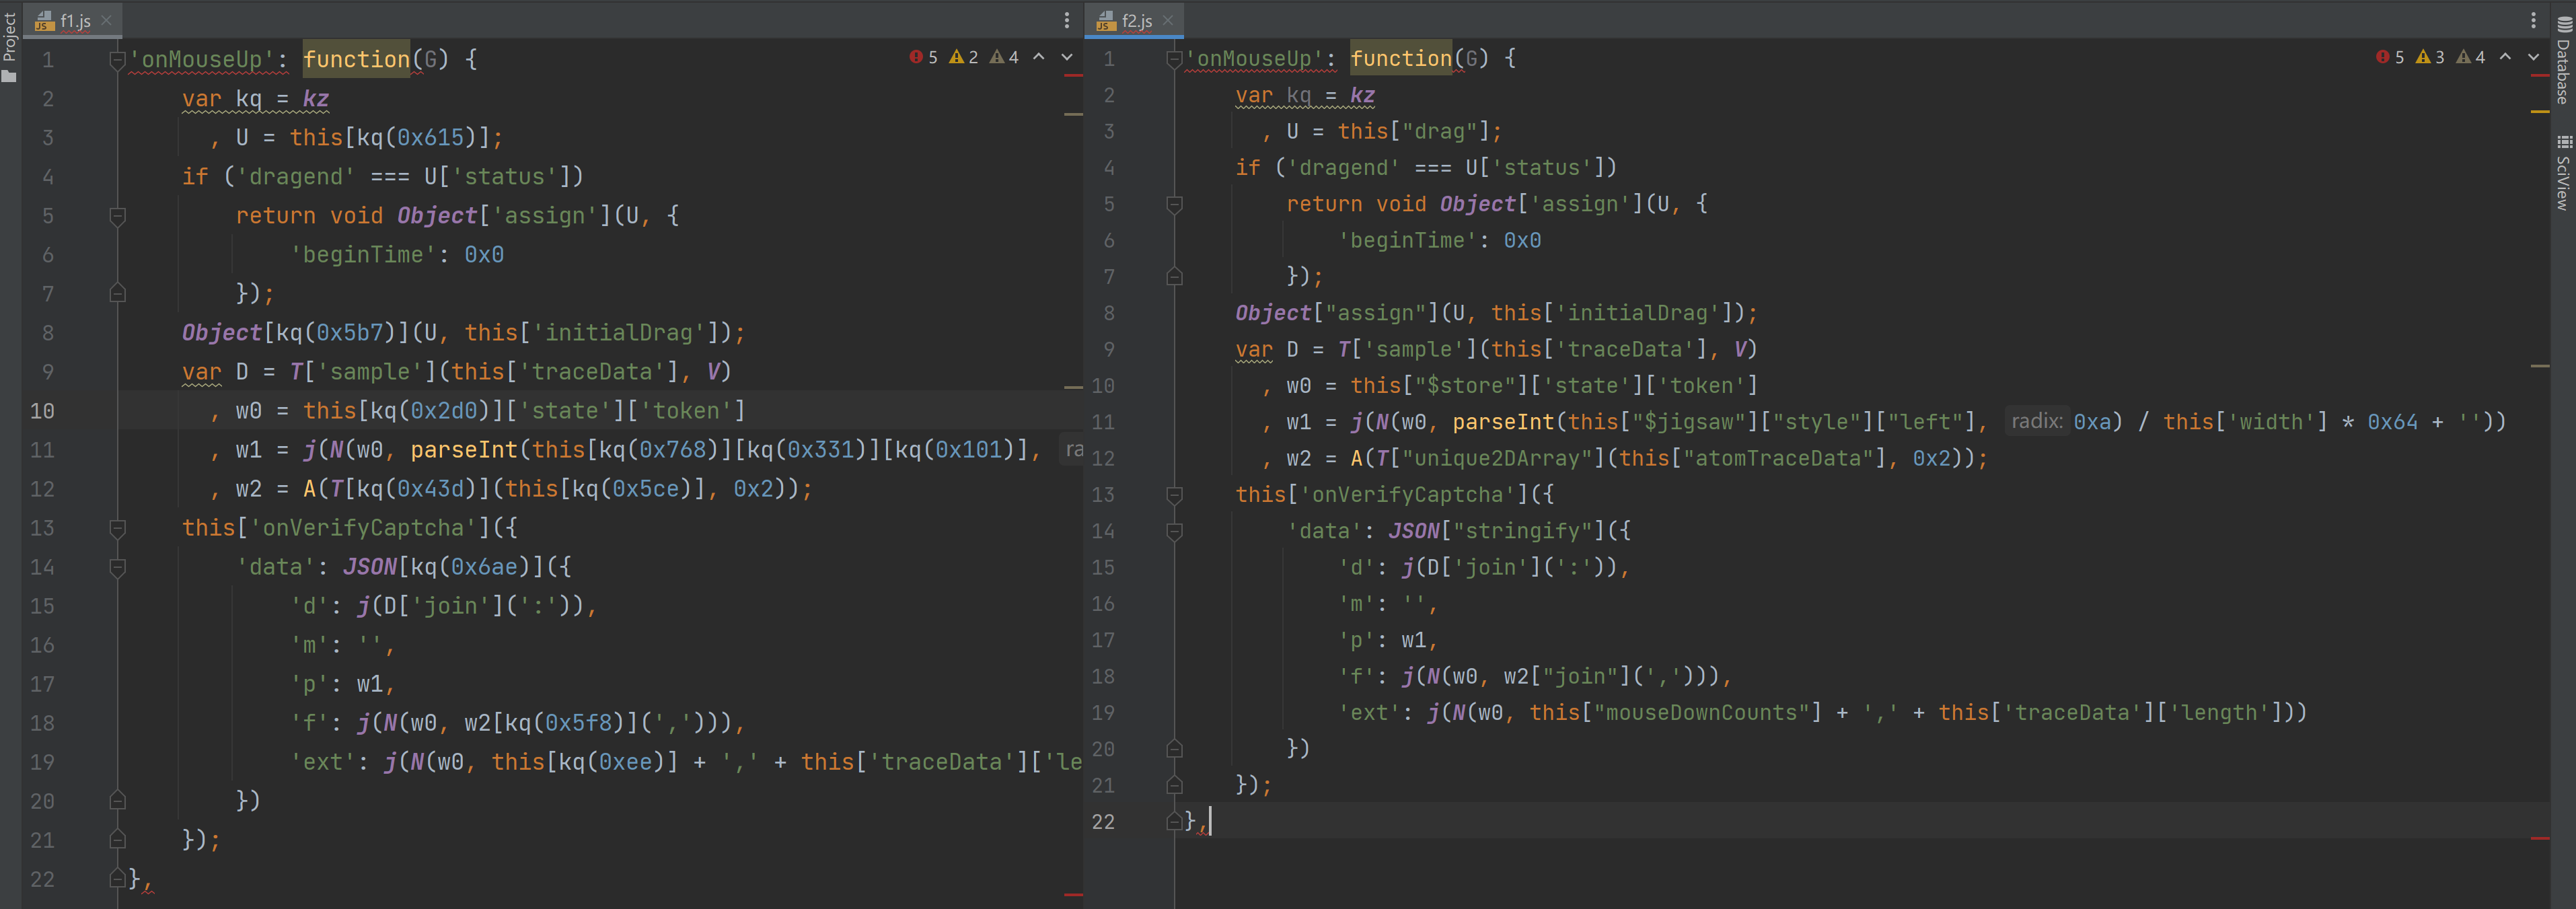 Project
f1.js
5 2 4
1 'onMouseUp': function(G) {
2 var kq = kz
3 , U = this[kq(0x615)];
4 if ('dragend' === U['status'])
5 return void Object['assign'](U, {
6 'beginTime': 0x0
7 });
8 Object[kq(0x5b7)](U, this['initialDrag']);
9 var D = T['sample'](this['traceData'], V)
10 , w0 = this[kq(0x2d0)]['state']['token']
11 , w1 = j(N(w0, parseInt(this[kq(0x768)][kq(0x331)][kq(0x101)], ra
12 , w2 = A(T[kq(0x43d)](this[kq(0x5ce)], 0x2));
13 this['onVerifyCaptcha']({
14 'data': JSON[kq(0x6ae)]({
15 'd': j(D['join'](':')),
16 'm': '',
17 'p': w1,
18 'f': j(N(w0, w2[kq(0x5f8)](','))),
19 'ext': j(N(w0, this[kq(0xee)] + ',' + this['traceData']['le
20 })
21 });
22 },
f2.js
5 3 4
1 'onMouseUp': function(G) {
2 var kq = kz
3 , U = this["drag"];
4 if ('dragend' === U['status'])
5 return void Object['assign'](U, {
6 'beginTime': 0x0
7 });
8 Object["assign"](U, this['initialDrag']);
9 var D = T['sample'](this['traceData'], V)
10 , w0 = this["$store"]['state']['token']
11 , w1 = j(N(w0, parseInt(this["$jigsaw"]["style"]["left"], radix: 0xa) / this['width'] * 0x64 + ''))
12 , w2 = A(T["unique2DArray"](this["atomTraceData"], 0x2));
13 this['onVerifyCaptcha']({
14 'data': JSON["stringify"]({
15 'd': j(D['join'](':')),
16 'm': '',
17 'p': w1,
18 'f': j(N(w0, w2["join"](','))),
19 'ext': j(N(w0, this["mouseDownCounts"] + ',' + this['traceData']['length']))
20 })
21 });
22 },
Database
SciView